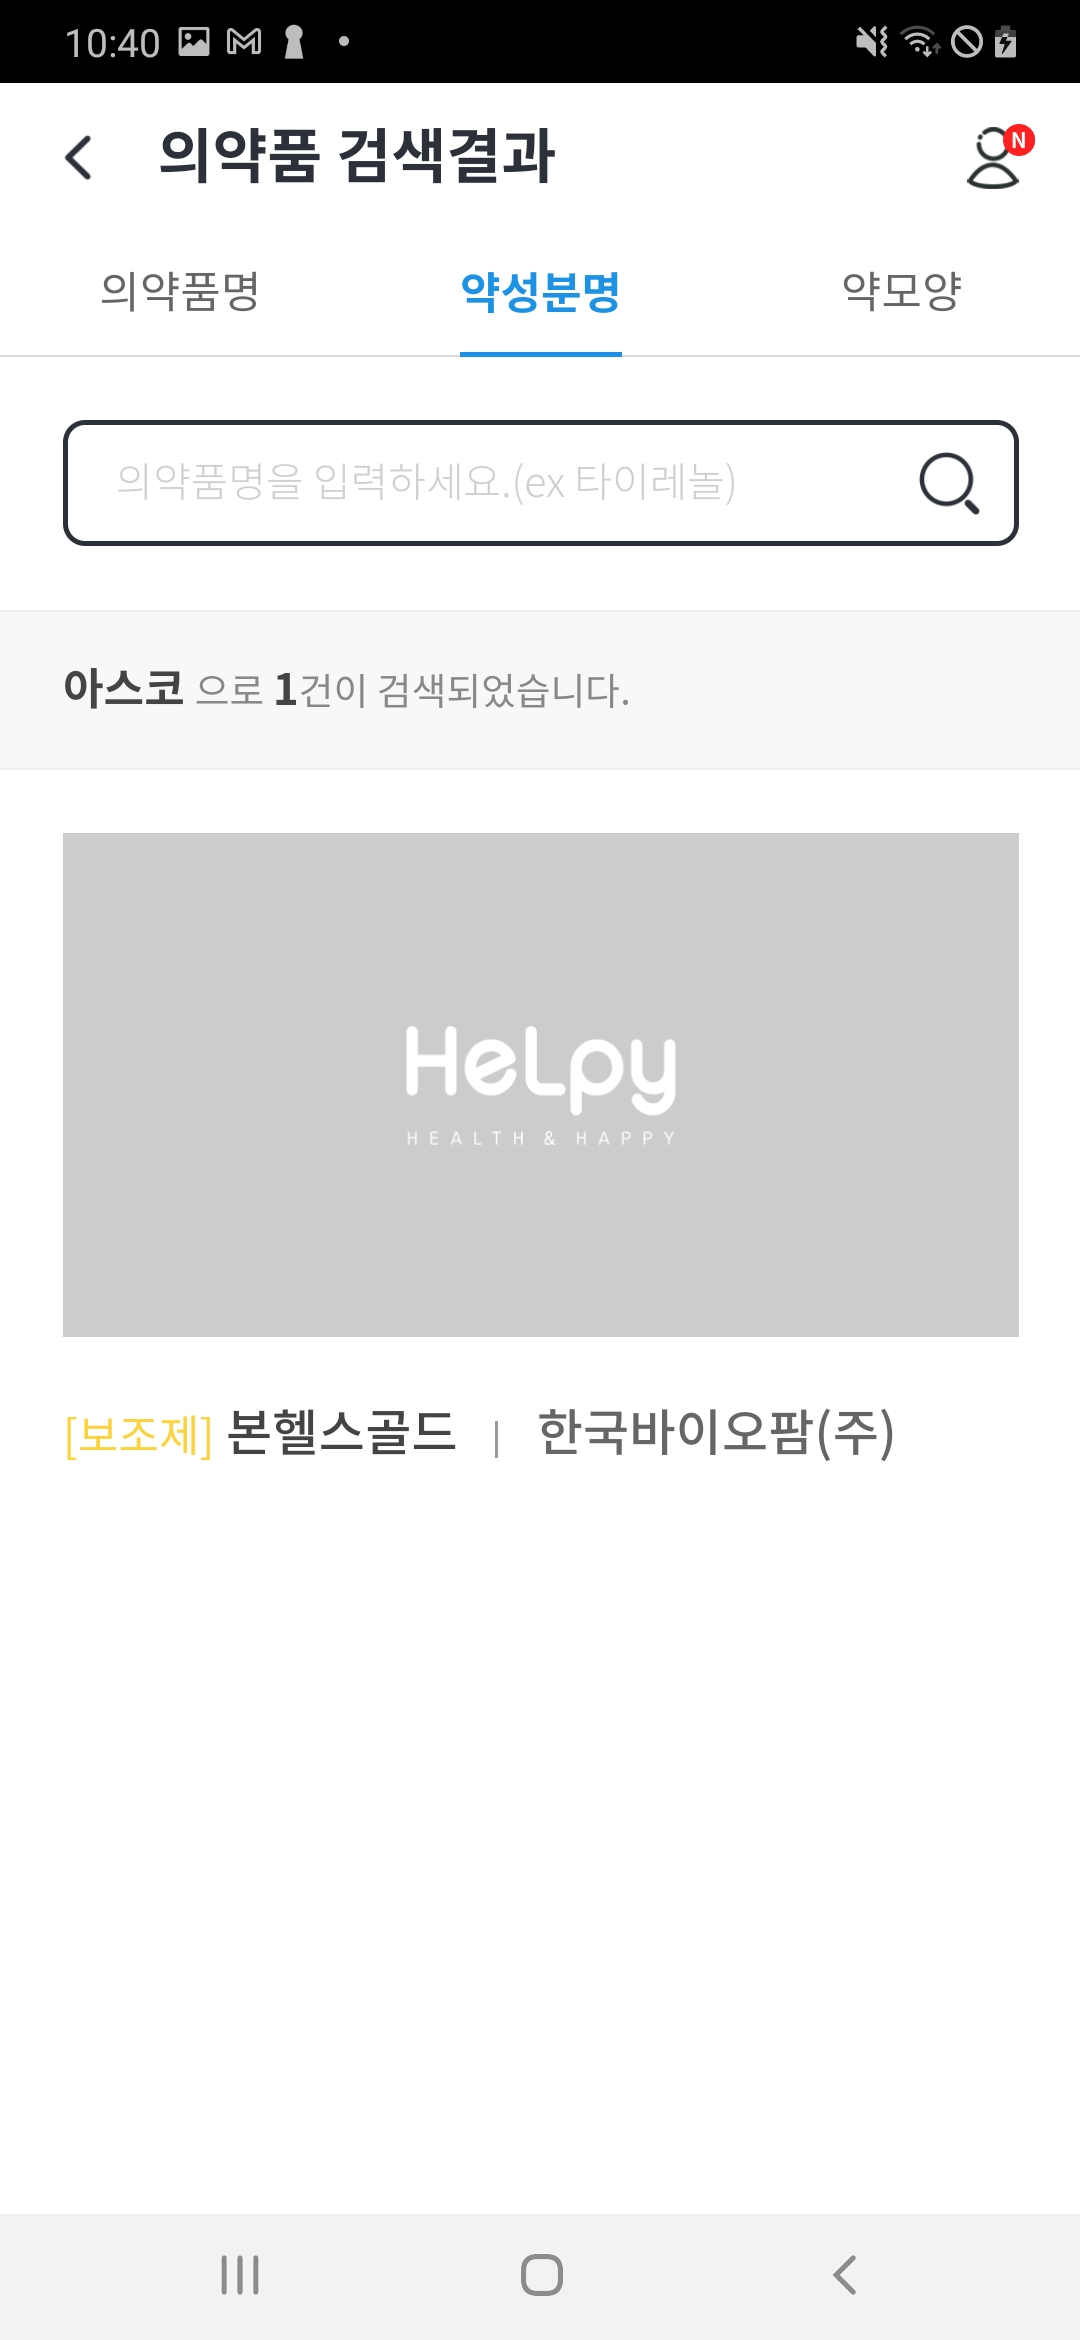 10:40
의약품 검색결과
N
의약품명 약성분명 약모양
의약품명을 입력하세요.(ex 타이레놀)
아스코 으로 1건이 검색되었습니다.
HeLpy
HEALTH & HAPPY
[보조제] 본헬스골드 | 한국바이오팜(주)